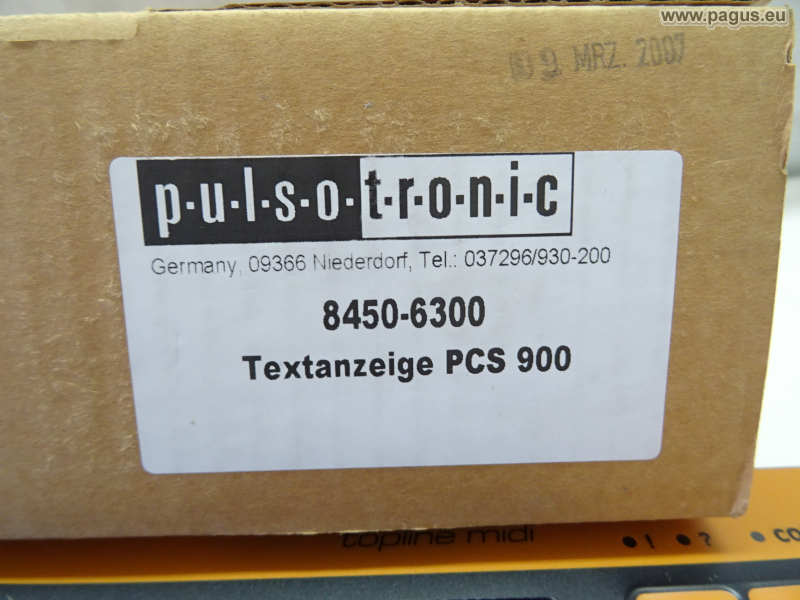 www.pagus.eu
9. MRZ. 2007
p·u·l·s·o·t·r·o·n·i·c
Germany, 09366 Niederdorf, Tel.: 037296/930-200
8450-6300
Textanzeige PCS 900
topline midi
! ?